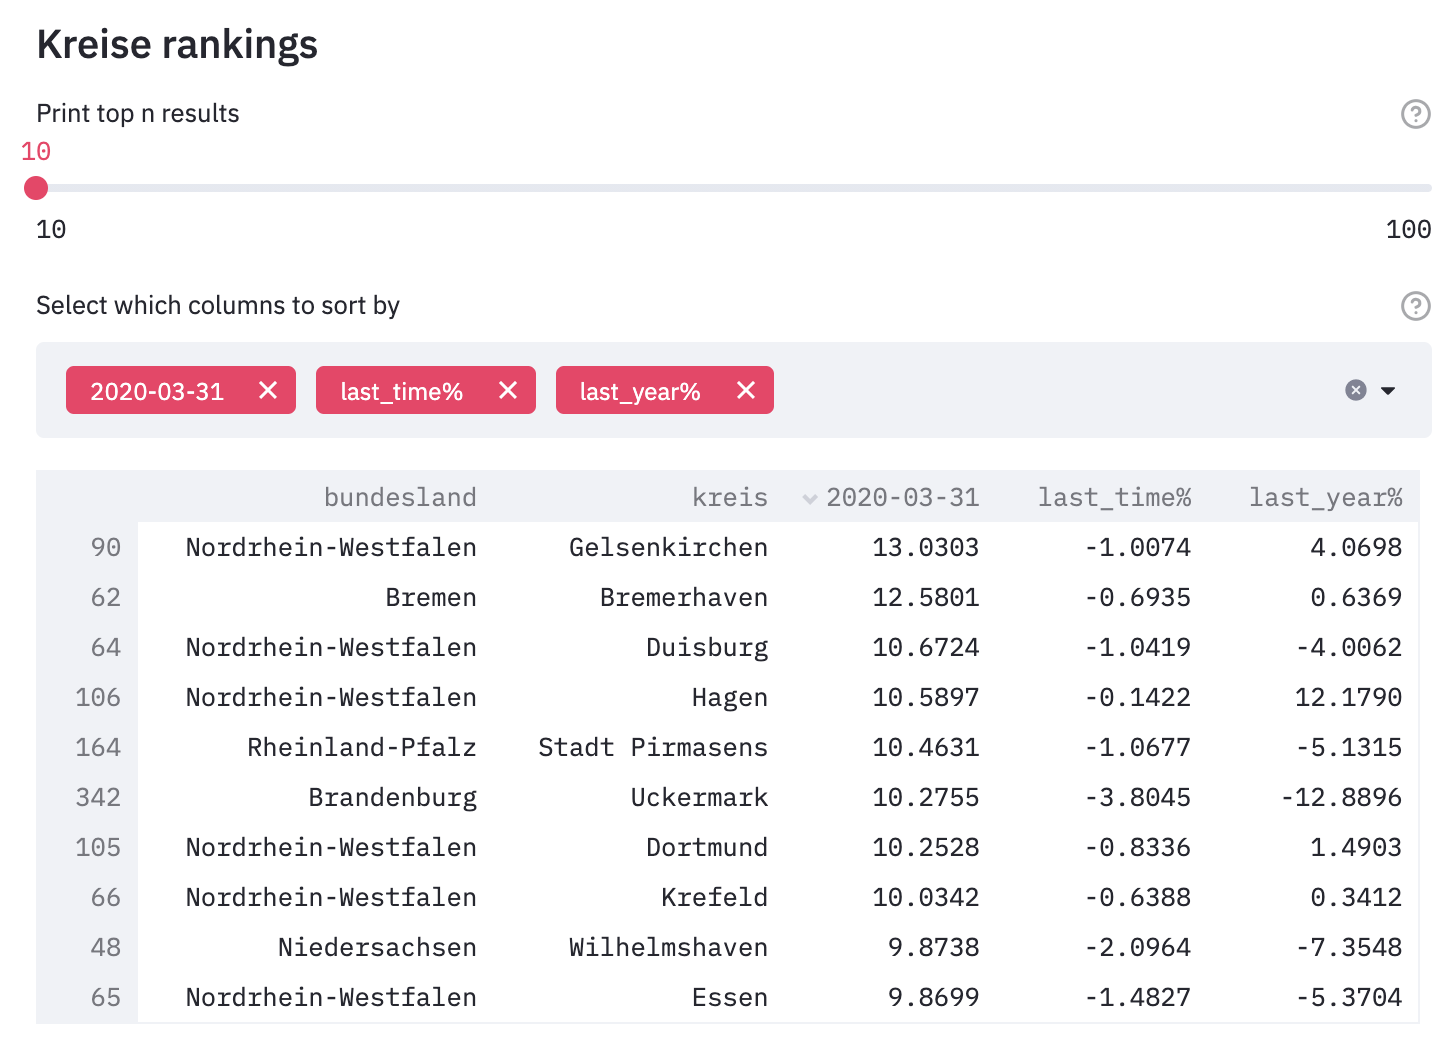 Kreise rankings
Print top n results
10
10 100
Select which columns to sort by
2020-03-31 last_time% last_year%
bundesland kreis 2020-03-31 last_time% last_year%
90 Nordrhein-Westfalen Gelsenkirchen 13.0303 -1.0074 4.0698
62 Bremen Bremerhaven 12.5801 -0.6935 0.6369
64 Nordrhein-Westfalen Duisburg 10.6724 -1.0419 -4.0062
106 Nordrhein-Westfalen Hagen 10.5897 -0.1422 12.1790
164 Rheinland-Pfalz Stadt Pirmasens 10.4631 -1.0677 -5.1315
342 Brandenburg Uckermark 10.2755 -3.8045 -12.8896
105 Nordrhein-Westfalen Dortmund 10.2528 -0.8336 1.4903
66 Nordrhein-Westfalen Krefeld 10.0342 -0.6388 0.3412
48 Niedersachsen Wilhelmshaven 9.8738 -2.0964 -7.3548
65 Nordrhein-Westfalen Essen 9.8699 -1.4827 -5.3704